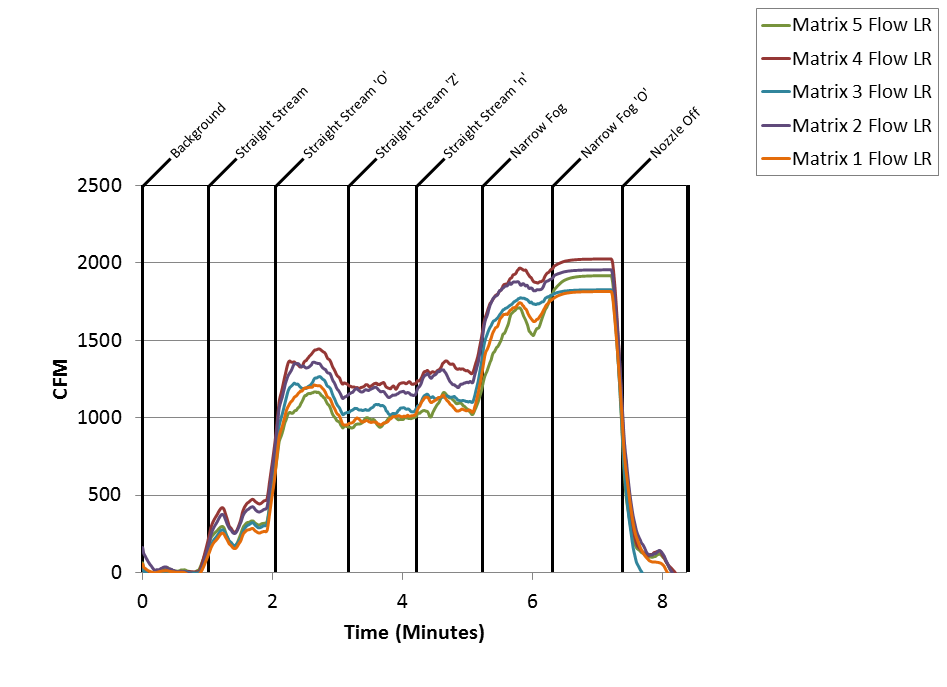 Matrix 5 Flow LR
Matrix 4 Flow LR
Matrix 3 Flow LR
Matrix 2 Flow LR
Matrix 1 Flow LR
Background
Straight Stream
Straight Stream 'O'
Straight Stream 'Z'
Straight Stream 'n'
Narrow Fog
Narrow Fog 'O'
Nozzle Off
2500
2000
1500
1000
500
0
CFM
0 2 4 6 8
Time (Minutes)